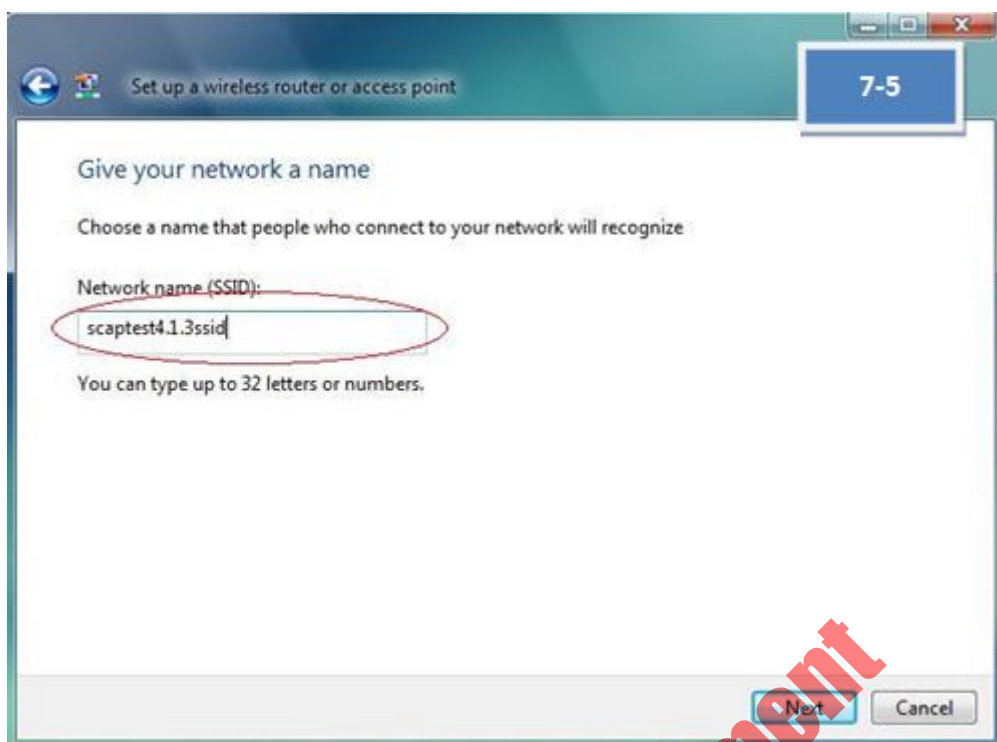 Set up a wireless router or access point
7-5
Give your network a name
Choose a name that people who connect to your network will recognize
Network name (SSID):
scaptest4.1.3ssid
You can type up to 32 letters or numbers.
Next
Cancel